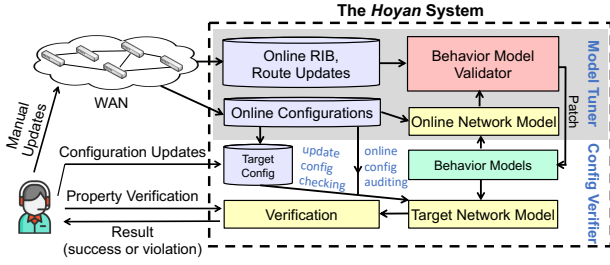 The Hoyan System
Online RIB,
Route Updates
Behavior Model
Validator
Model Tuner
WAN
Manual
Updates
Online Configurations
Online Network Model
Patch
Configuration Updates
Target
Config
update
config
checking
online
config
auditing
Behavior Models
Config Verifier
Property Verification
Verification
Target Network Model
Result
(success or violation)